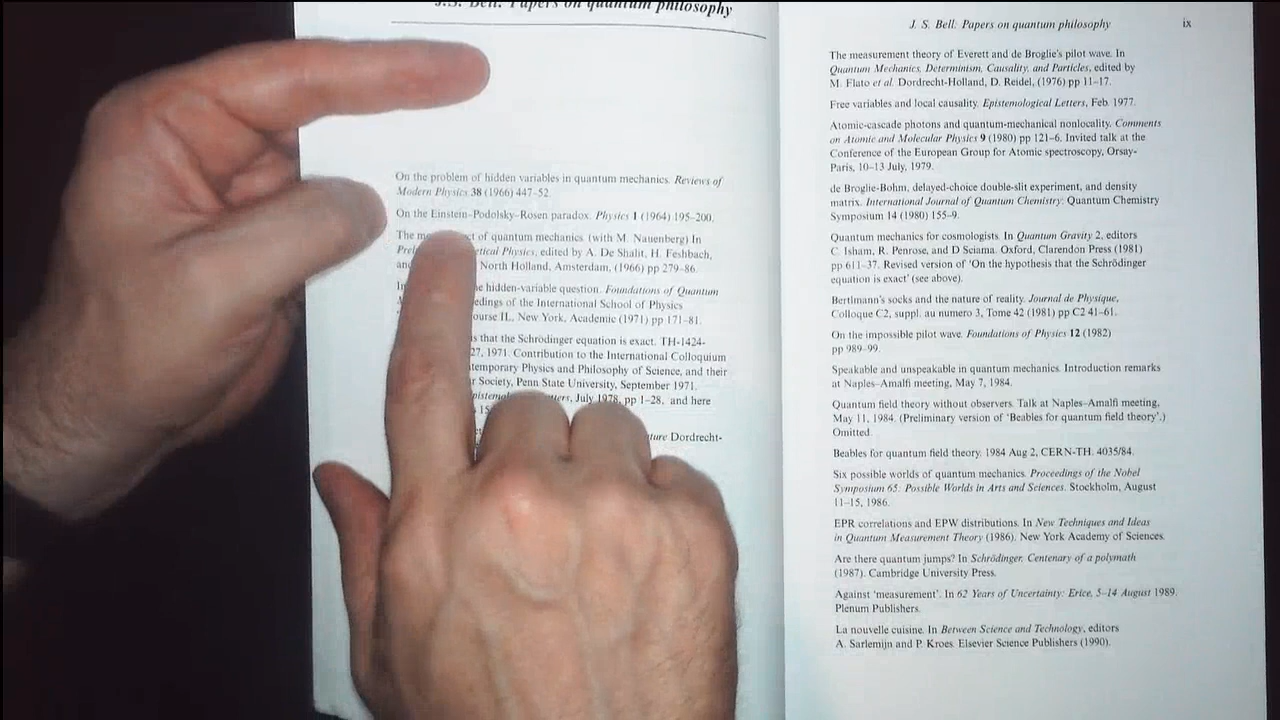 J.S. Bell: Papers on quantum philosophy
On the problem of hidden variables in quantum mechanics. Reviews of
Modern Physics 38 (1966) 447–52.
On the Einstein–Podolsky–Rosen paradox. Physics 1 (1964) 195–200.
The of quantum mechanics (with M. Nauenberg) In
Physics, edited by A. De Shalit, H. Feshbach,
North Holland, Amsterdam, (1966) pp 279–86.
hidden-variable question. Foundations of Quantum
of the International School of Physics
IL, New York, Academic (1971) pp 171–81.
that the Schrödinger equation is exact. TH-1424-
27, 1971. Contribution to the International Colloquium
Physics and Philosophy of Science, and their
Society, Penn State University, September 1971.
July 1978, pp 1–28, and here
Dordrecht-
J. S. Bell: Papers on quantum philosophy ix
The measurement theory of Everett and de Broglie's pilot wave. In
Quantum Mechanics, Determinism, Causality, and Particles, edited by
M. Flato et al. Dordrecht-Holland, D. Reidel, (1976) pp 11–17.
Free variables and local causality. Epistemological Letters, Feb. 1977.
Atomic-cascade photons and quantum-mechanical nonlocality. Comments
on Atomic and Molecular Physics 9 (1980) pp 121–6. Invited talk at the
Conference of the European Group for Atomic spectroscopy, Orsay-
Paris, 10–13 July, 1979.
de Broglie-Bohm, delayed-choice double-slit experiment, and density
matrix. International Journal of Quantum Chemistry: Quantum Chemistry
Symposium 14 (1980) 155–9.
Quantum mechanics for cosmologists. In Quantum Gravity 2, editors
C. Isham, R. Penrose, and D Sciama. Oxford, Clarendon Press (1981)
pp 611–37. Revised version of 'On the hypothesis that the Schrödinger
equation is exact' (see above).
Bertlmann's socks and the nature of reality. Journal de Physique,
Colloque C2, suppl. au numero 3, Tome 42 (1981) pp C2 41–61.
On the impossible pilot wave. Foundations of Physics 12 (1982)
pp 989–99.
Speakable and unspeakable in quantum mechanics. Introduction remarks
at Naples–Amalfi meeting, May 7, 1984.
Quantum field theory without observers. Talk at Naples–Amalfi meeting,
May 11, 1984. (Preliminary version of 'Beables for quantum field theory'.)
Omitted.
Beables for quantum field theory. 1984 Aug 2, CERN-TH. 4035/84.
Six possible worlds of quantum mechanics. Proceedings of the Nobel
Symposium 65: Possible Worlds in Arts and Sciences. Stockholm, August
11–15, 1986.
EPR correlations and EPW distributions. In New Techniques and Ideas
in Quantum Measurement Theory (1986). New York Academy of Sciences.
Are there quantum jumps? In Schrödinger. Centenary of a polymath
(1987). Cambridge University Press.
Against 'measurement'. In 62 Years of Uncertainty: Erice, 5–14 August 1989.
Plenum Publishers.
La nouvelle cuisine. In Between Science and Technology, editors
A. Sarlemijn and P. Kroes. Elsevier Science Publishers (1990).